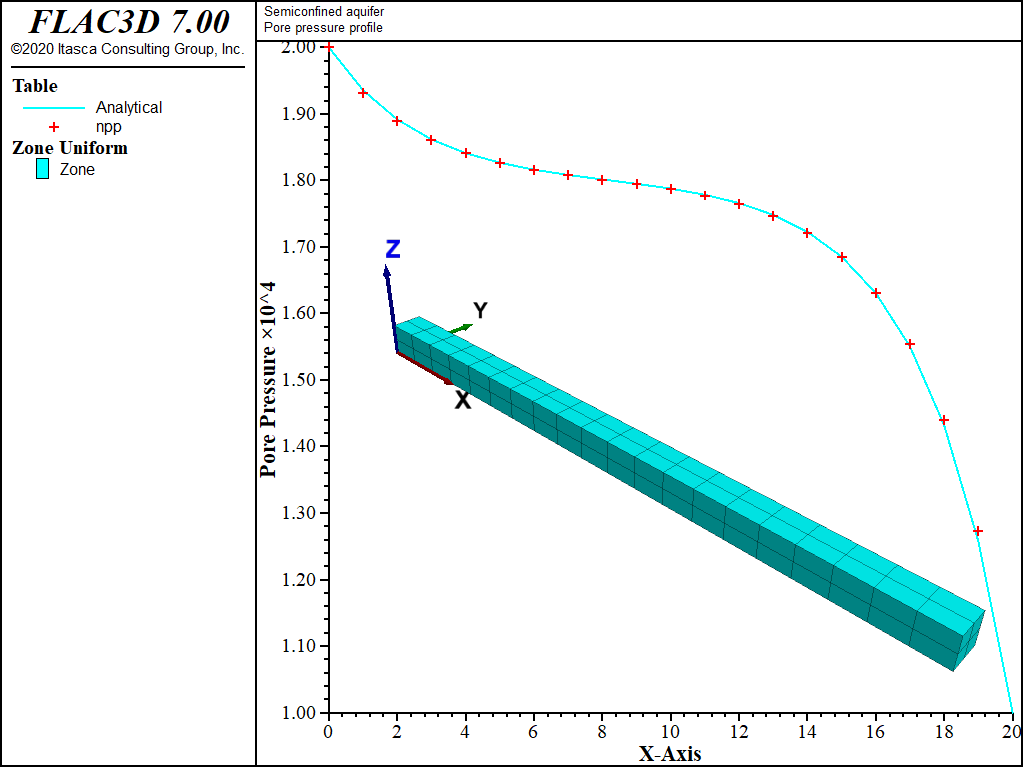 FLAC3D 7.00
©2020 Itasca Consulting Group, Inc.
Table
Analytical
npp
Zone Uniform
Zone
Semiconfined aquifer
Pore pressure profile
2.00
1.90
1.80
1.70
1.60
1.50
1.40
1.30
1.20
1.10
1.00
Pore Pressure ×10^4
Z
Y
X
0 2 4 6 8 10 12 14 16 18 20
X-Axis